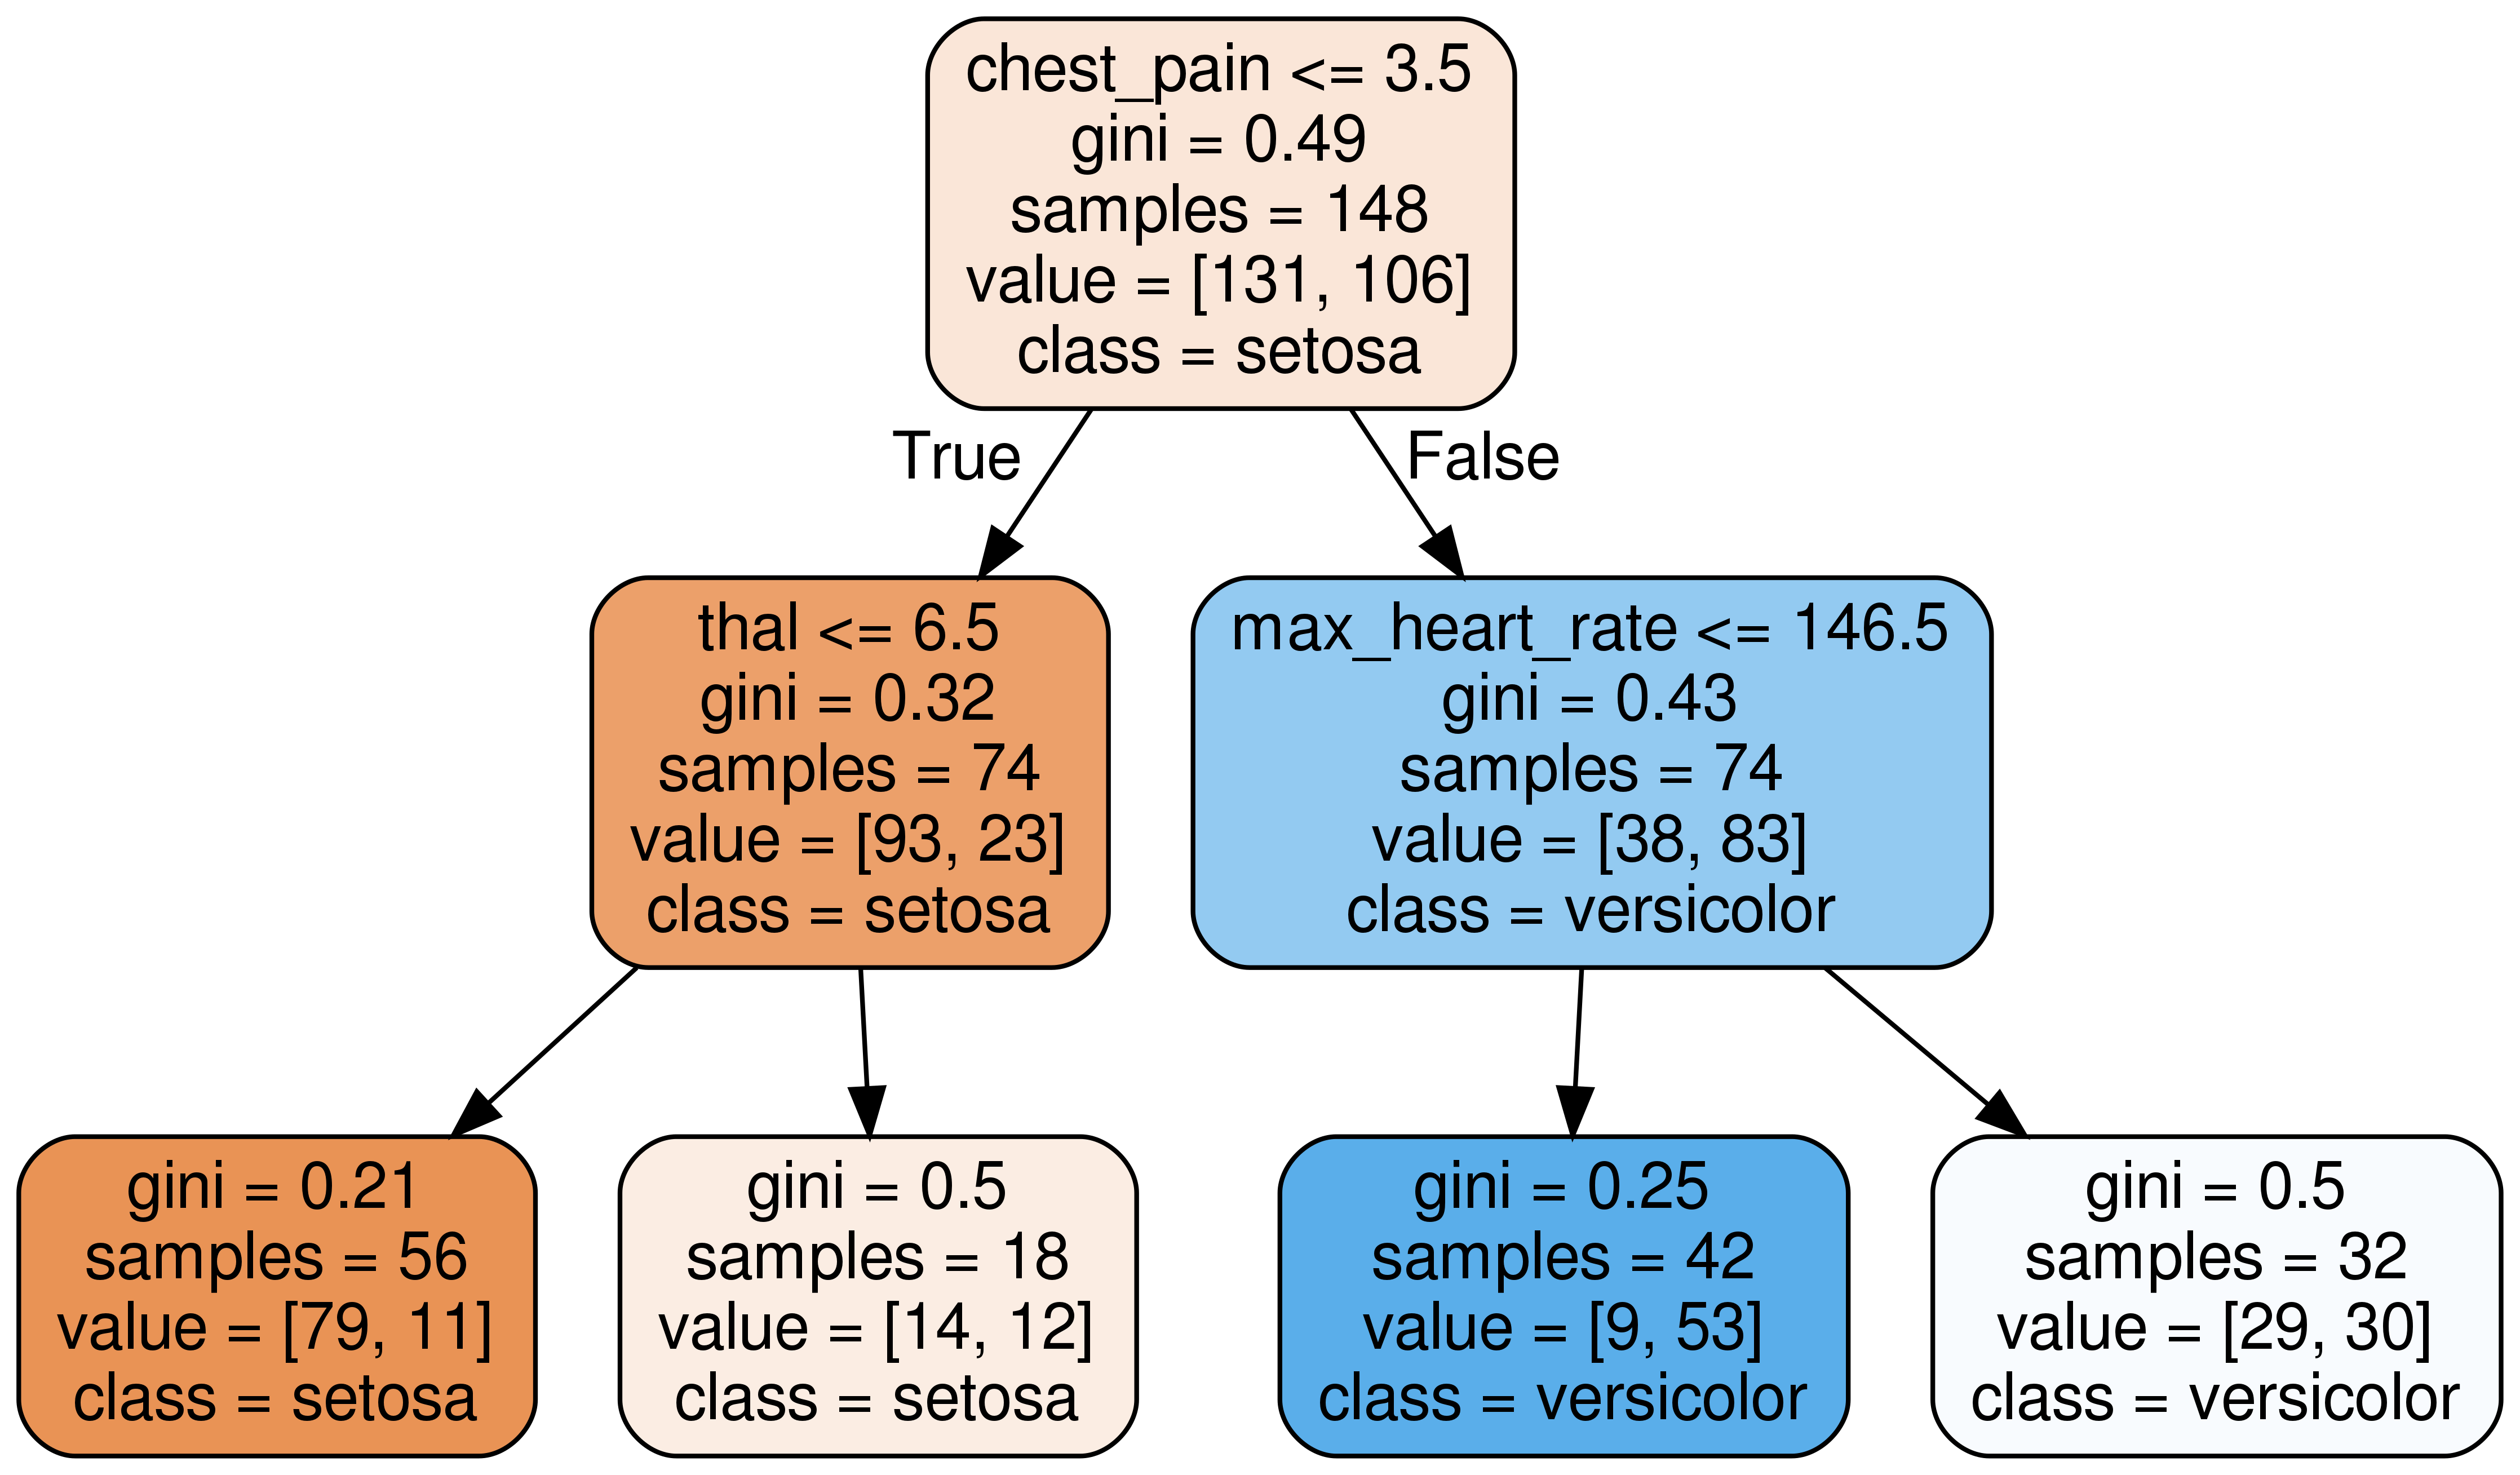 chest_pain <= 3.5
gini = 0.49
samples = 148
value = [131, 106]
class = setosa
True
False
thal <= 6.5
gini = 0.32
samples = 74
value = [93, 23]
class = setosa
max_heart_rate <= 146.5
gini = 0.43
samples = 74
value = [38, 83]
class = versicolor
gini = 0.21
samples = 56
value = [79, 11]
class = setosa
gini = 0.5
samples = 18
value = [14, 12]
class = setosa
gini = 0.25
samples = 42
value = [9, 53]
class = versicolor
gini = 0.5
samples = 32
value = [29, 30]
class = versicolor